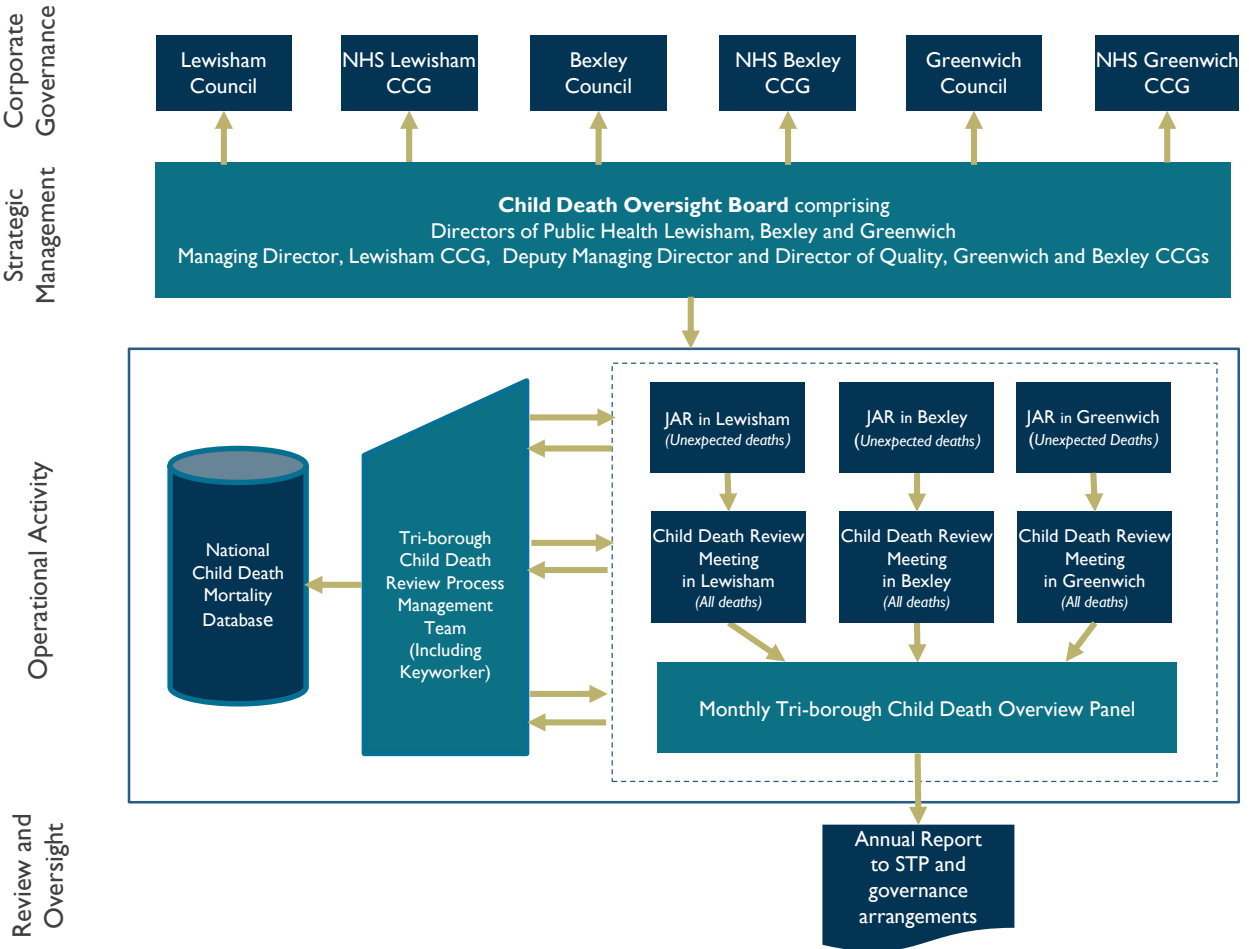 Corporate
Governance
Lewisham
Council
NHS Lewisham
CCG
Bexley
Council
NHS Bexley
CCG
Greenwich
Council
NHS Greenwich
CCG
Strategic
Management
Child Death Oversight Board comprising
Directors of Public Health Lewisham, Bexley and Greenwich
Managing Director, Lewisham CCG, Deputy Managing Director and Director of Quality, Greenwich and Bexley CCGs
Operational Activity
National
Child Death
Mortality
Database
Tri-borough
Child Death
Review Process
Management
Team
(Including
Keyworker)
JAR in Lewisham
(Unexpected deaths)
JAR in Bexley
(Unexpected deaths)
JAR in Greenwich
(Unexpected Deaths)
Child Death Review
Meeting
in Lewisham
(All deaths)
Child Death Review
Meeting
in Bexley
(All deaths)
Child Death Review
Meeting
in Greenwich
(All deaths)
Monthly Tri-borough Child Death Overview Panel
Review and
Oversight
Annual Report
to STP and
governance
arrangements